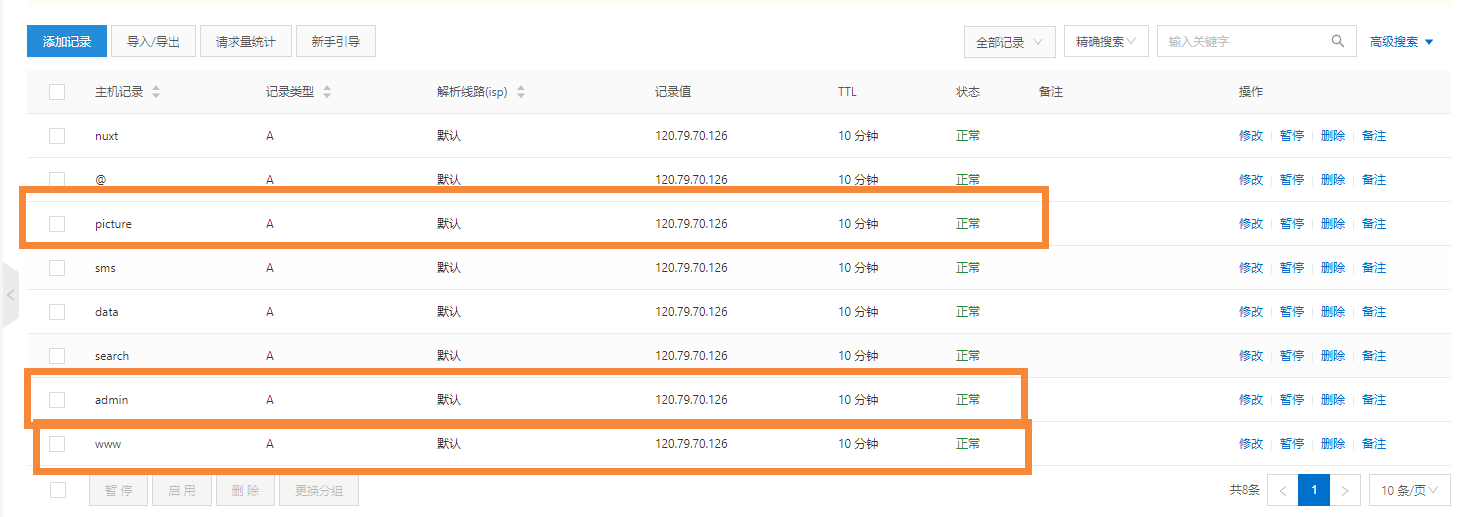 添加记录 导入/导出 请求量统计 新手引导 全部记录 精确搜索 输入关键字 高级搜索
主机记录 记录类型 解析线路(isp) 记录值 TTL 状态 备注 操作
nuxt A 默认 120.79.70.126 10 分钟 正常 修改 暂停 删除 备注
@ A 默认 120.79.70.126 10 分钟 正常 修改 暂停 删除 备注
picture A 默认 120.79.70.126 10 分钟 正常 修改 暂停 删除 备注
sms A 默认 120.79.70.126 10 分钟 正常 修改 暂停 删除 备注
data A 默认 120.79.70.126 10 分钟 正常 修改 暂停 删除 备注
search A 默认 120.79.70.126 10 分钟 正常 修改 暂停 删除 备注
admin A 默认 120.79.70.126 10 分钟 正常 修改 暂停 删除 备注
www A 默认 120.79.70.126 10 分钟 正常 修改 暂停 删除 备注
暂停 启用 删除 更换分组 共8条 < 1 > 10 条/页